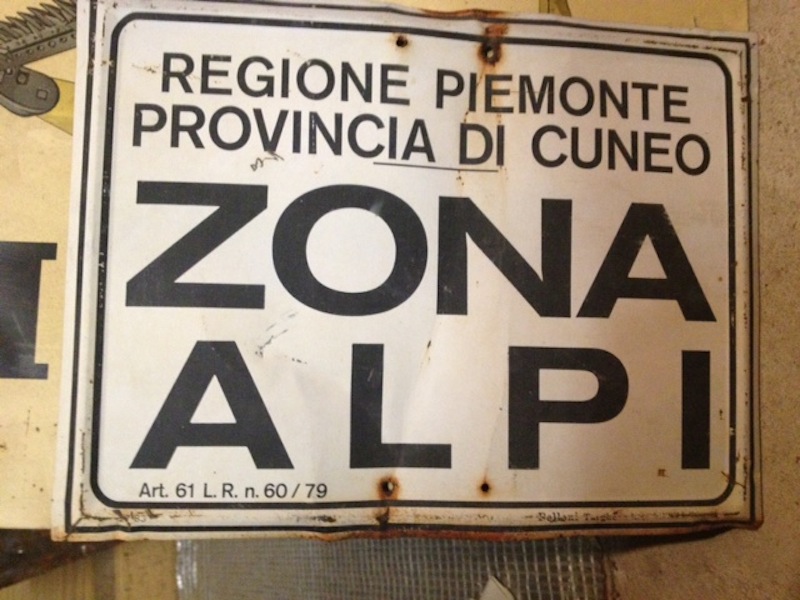 REGIONE PIEMONTE
PROVINCIA DI CUNEO
ZONA
ALPI
Art. 61 L.R. n. 60/79